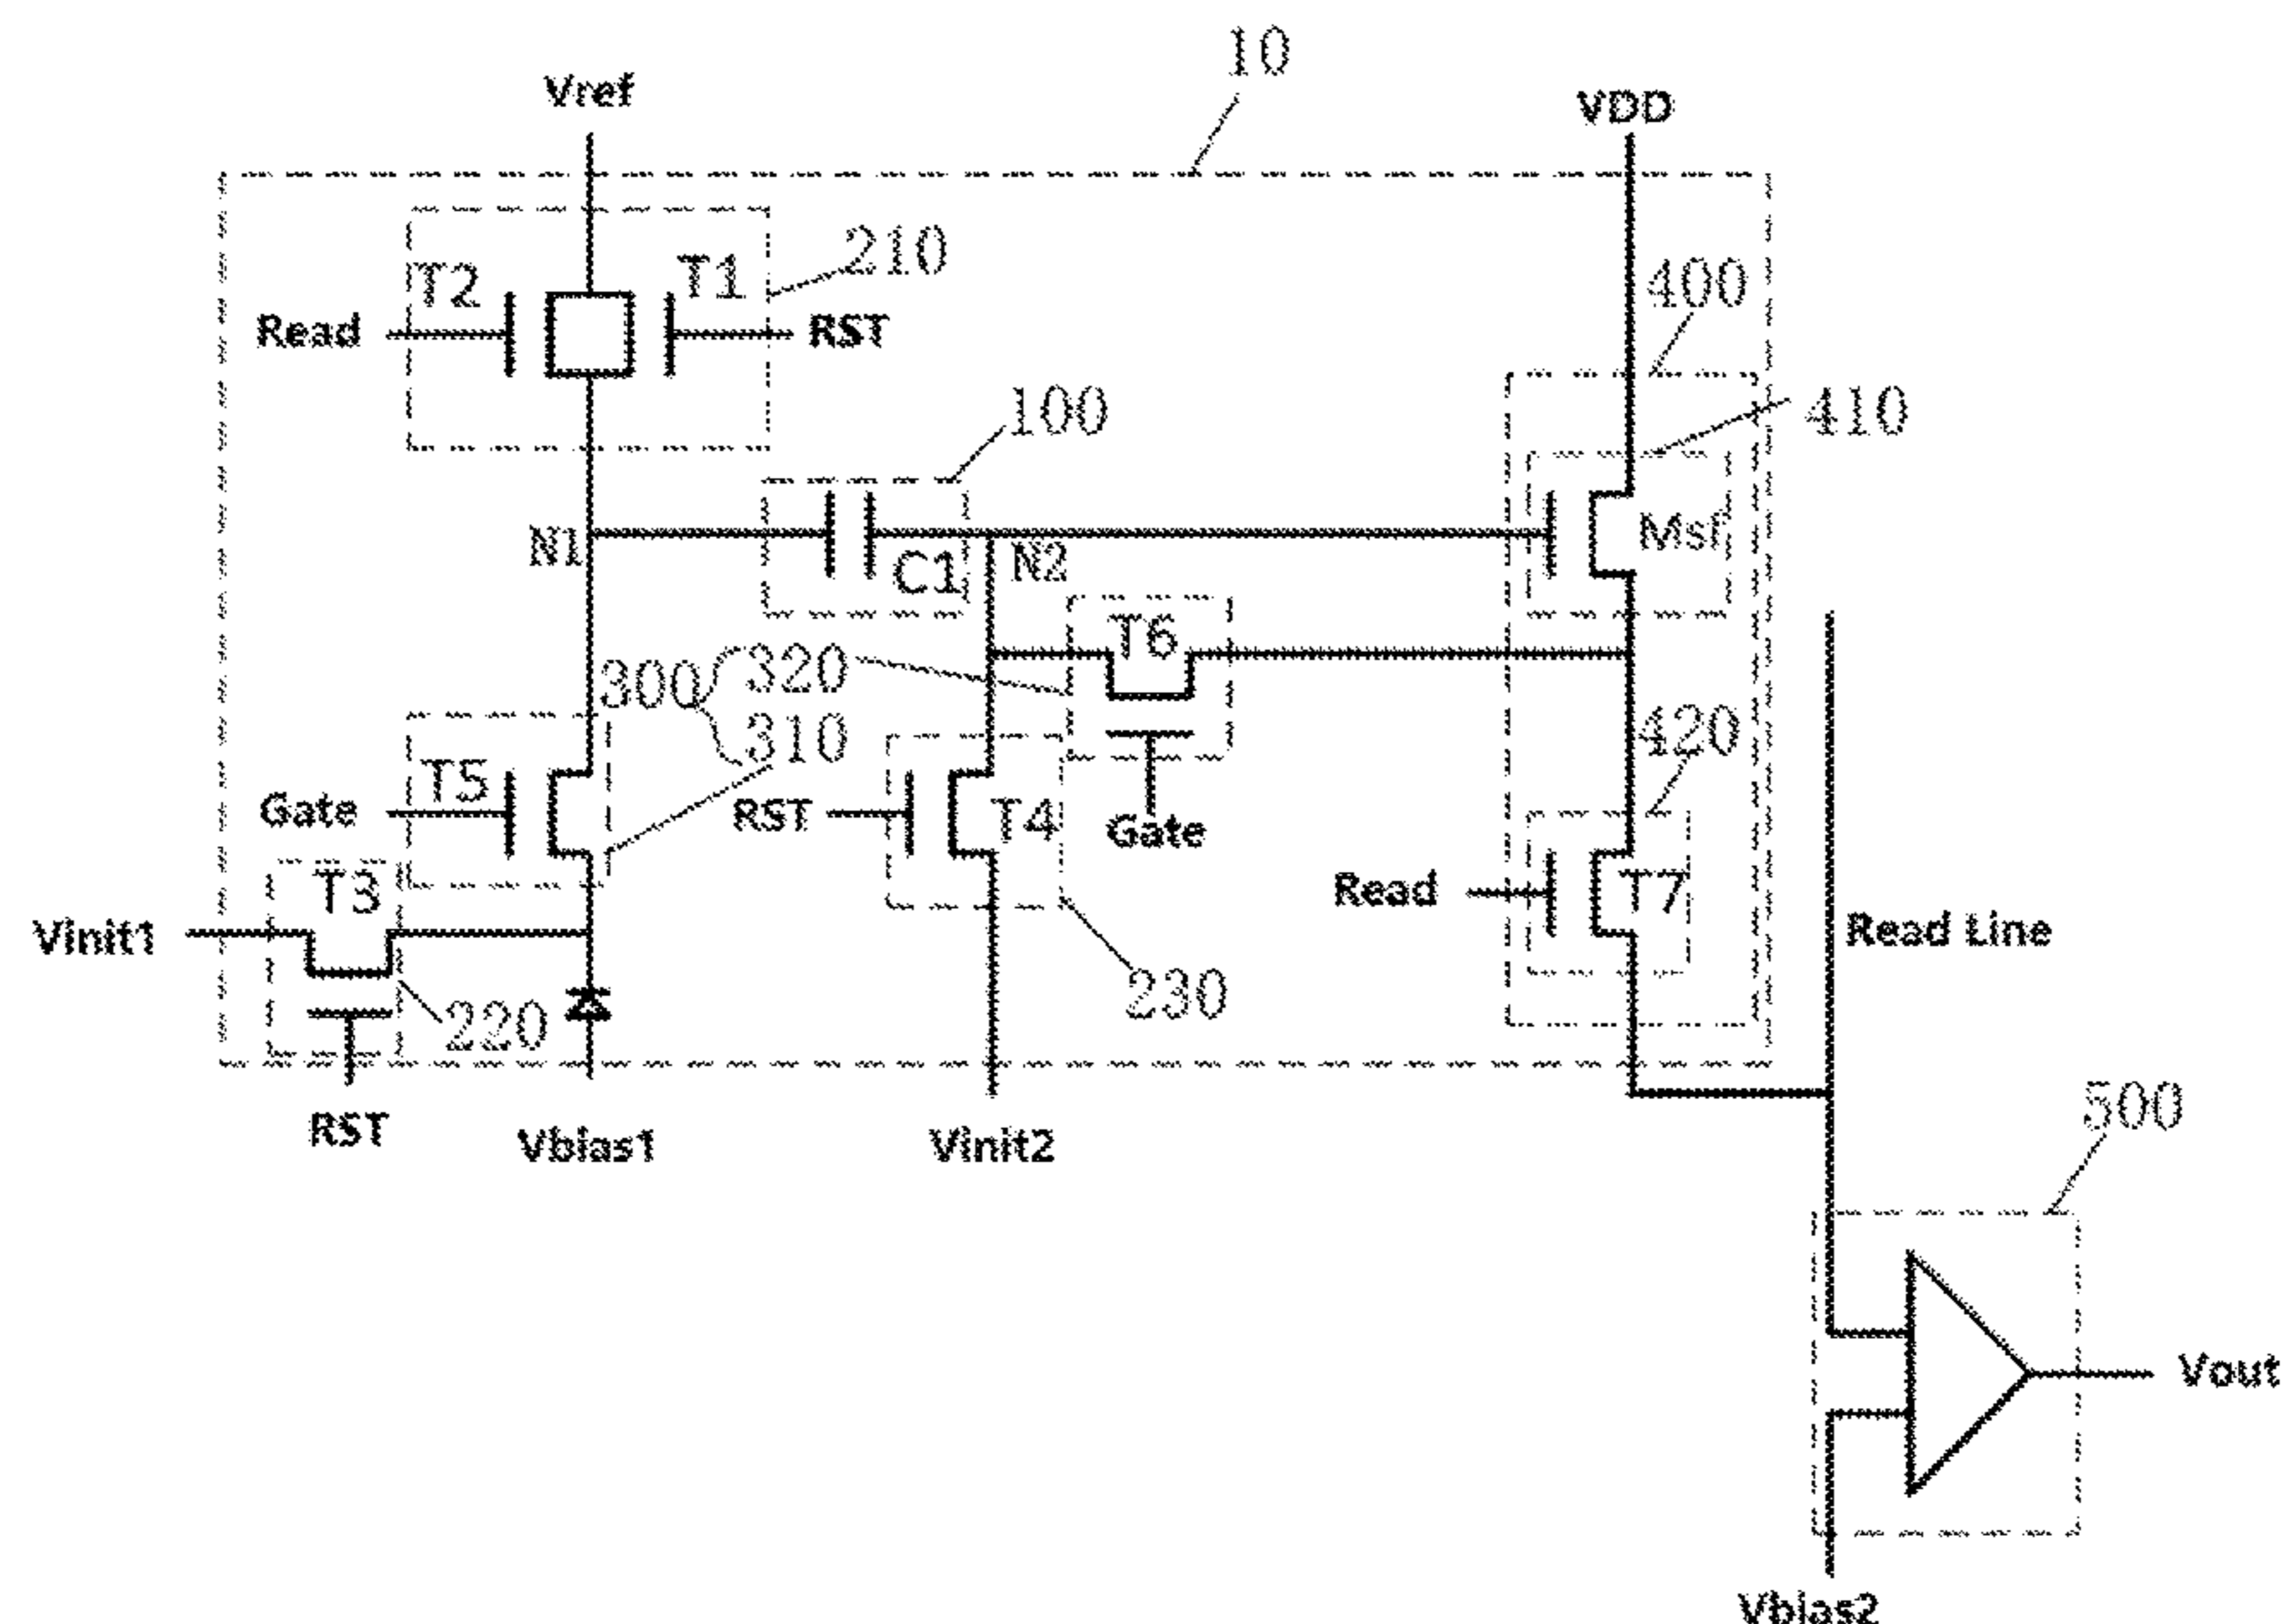 10
Vref
VDD
210
T2
T1
400
Read
RST
100
410
N1
C1
N2
Msf
T6
300
320
310
420
T5
Gate
RST
T4
Gate
T3
Read
T7
Vinit1
Read Line
220
230
RST
Vbias1
Vinit2
500
Vout
Vbias2